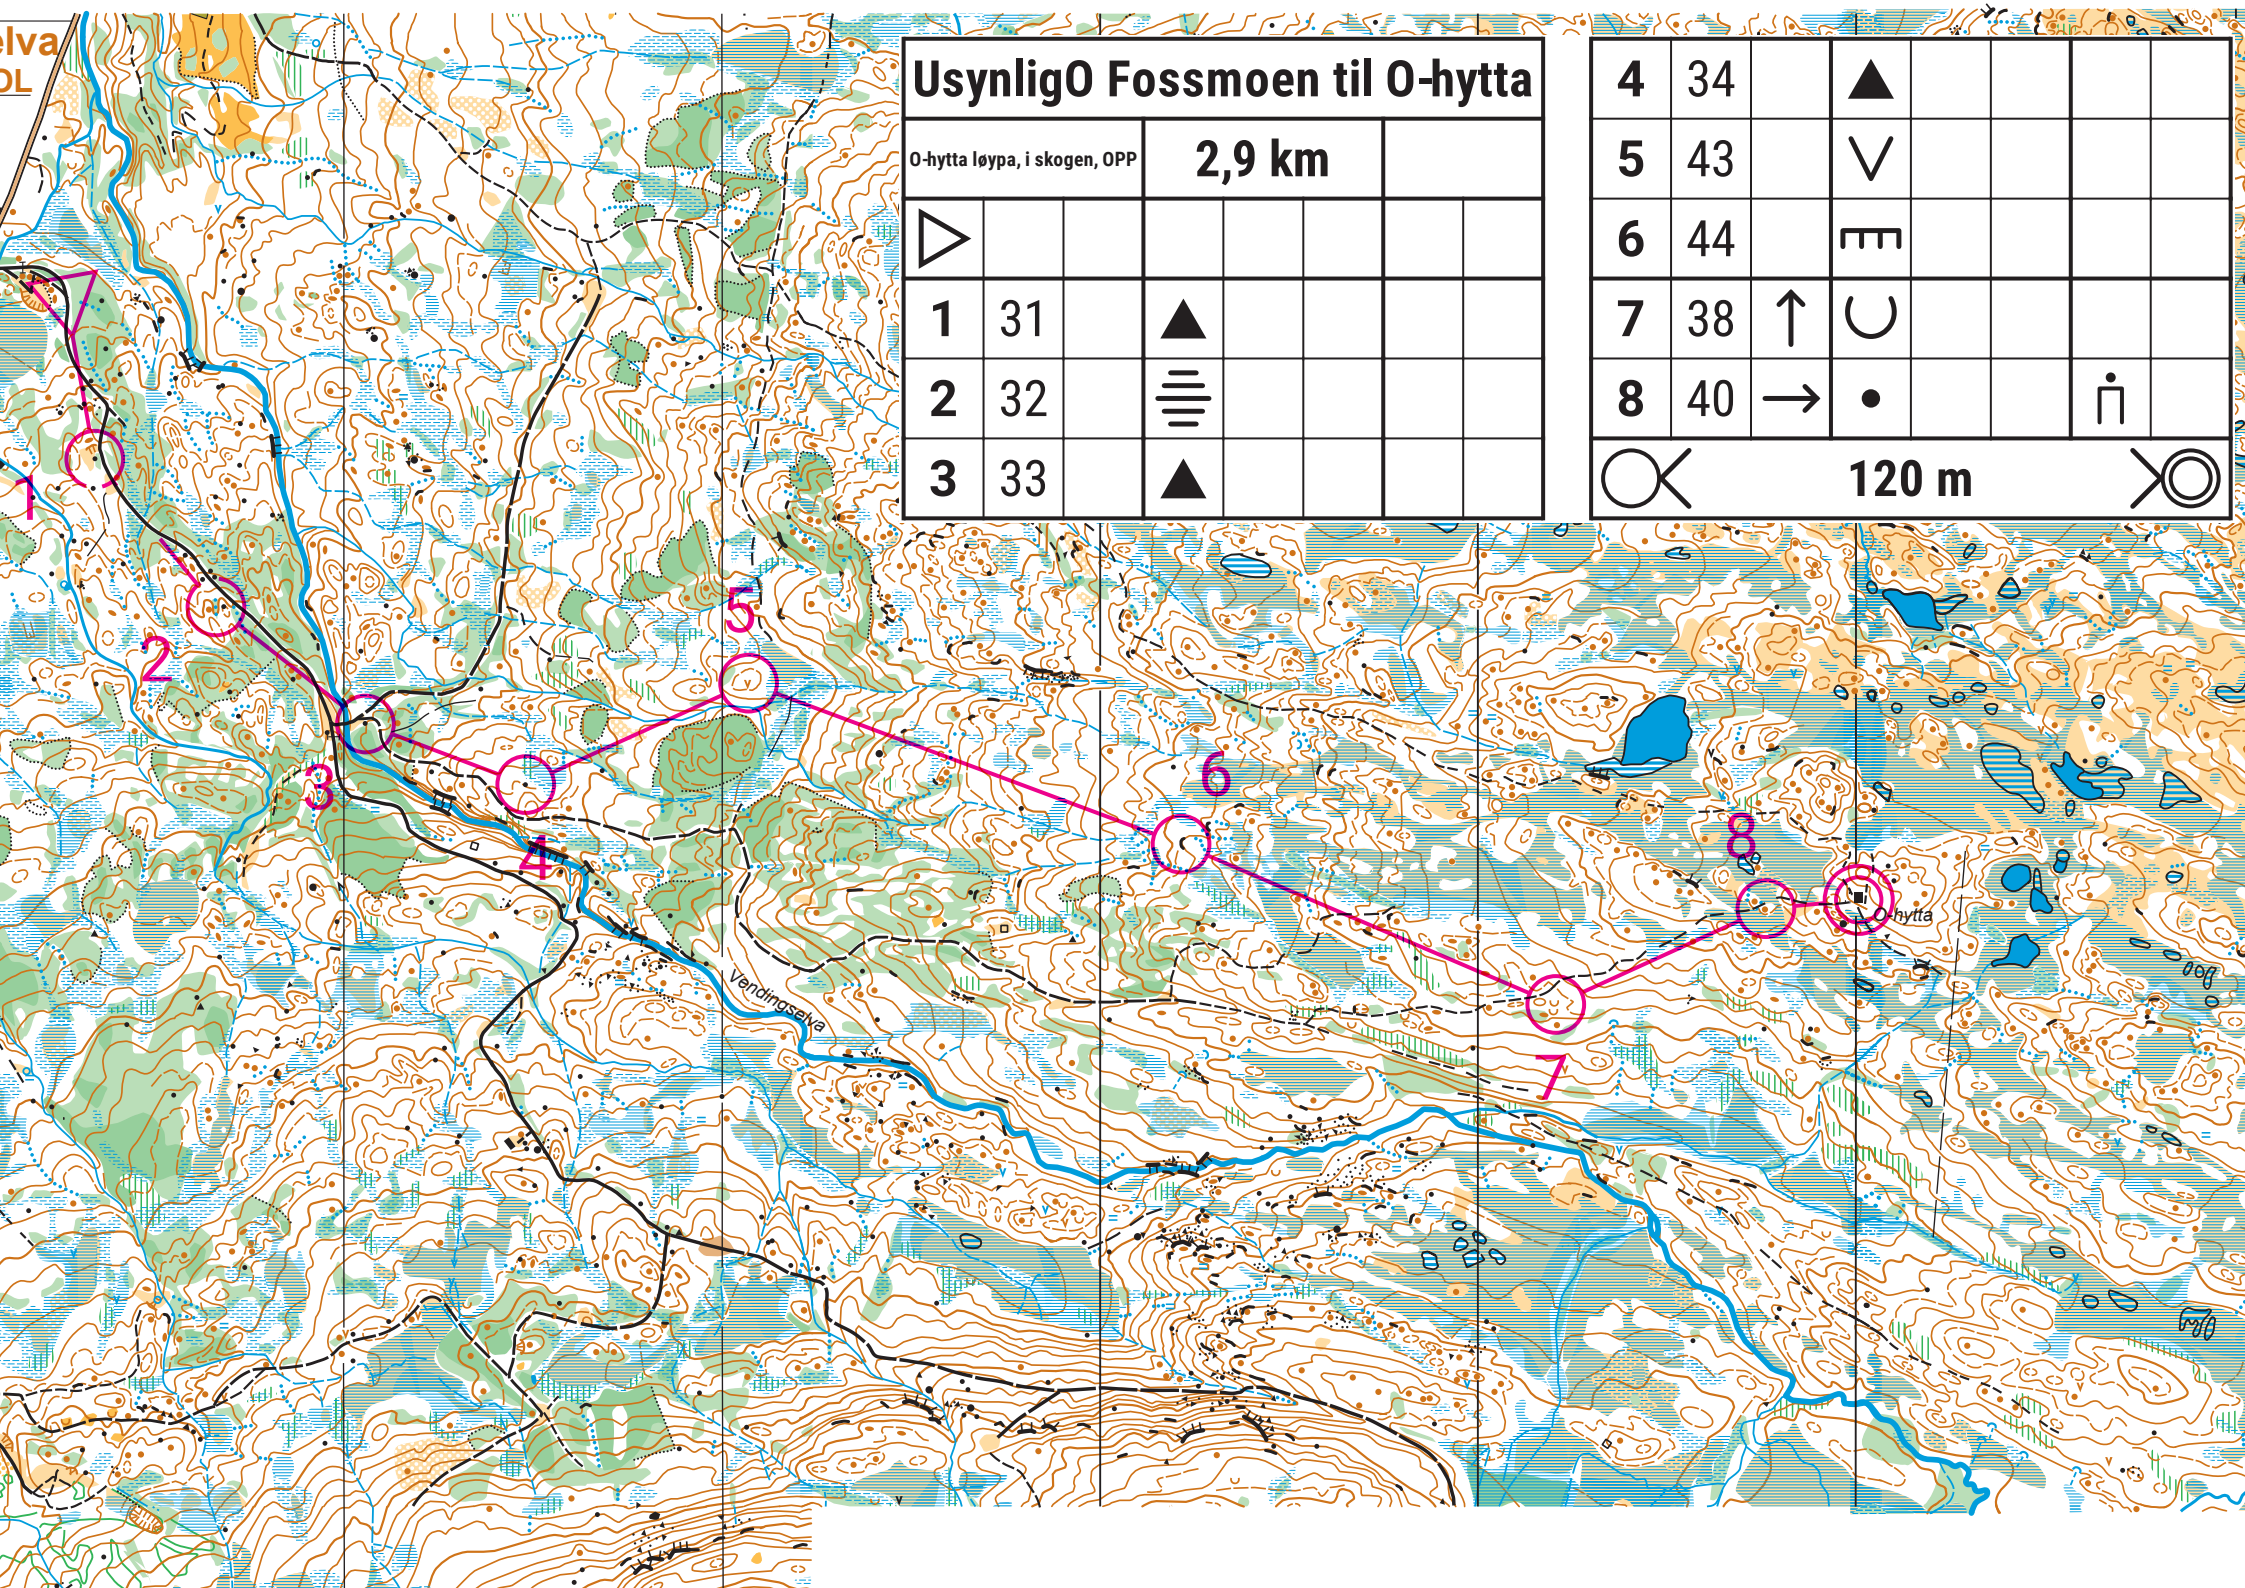 elva
OL
UsynligO Fossmoen til O-hytta
O-hytta løypa, i skogen, OPP 2,9 km
1 31
2 32
3 33
4 34
5 43
6 44
7 38
8 40
120 m
1
2
3
4
5
6
7
8
O-hytta
Vendingselva